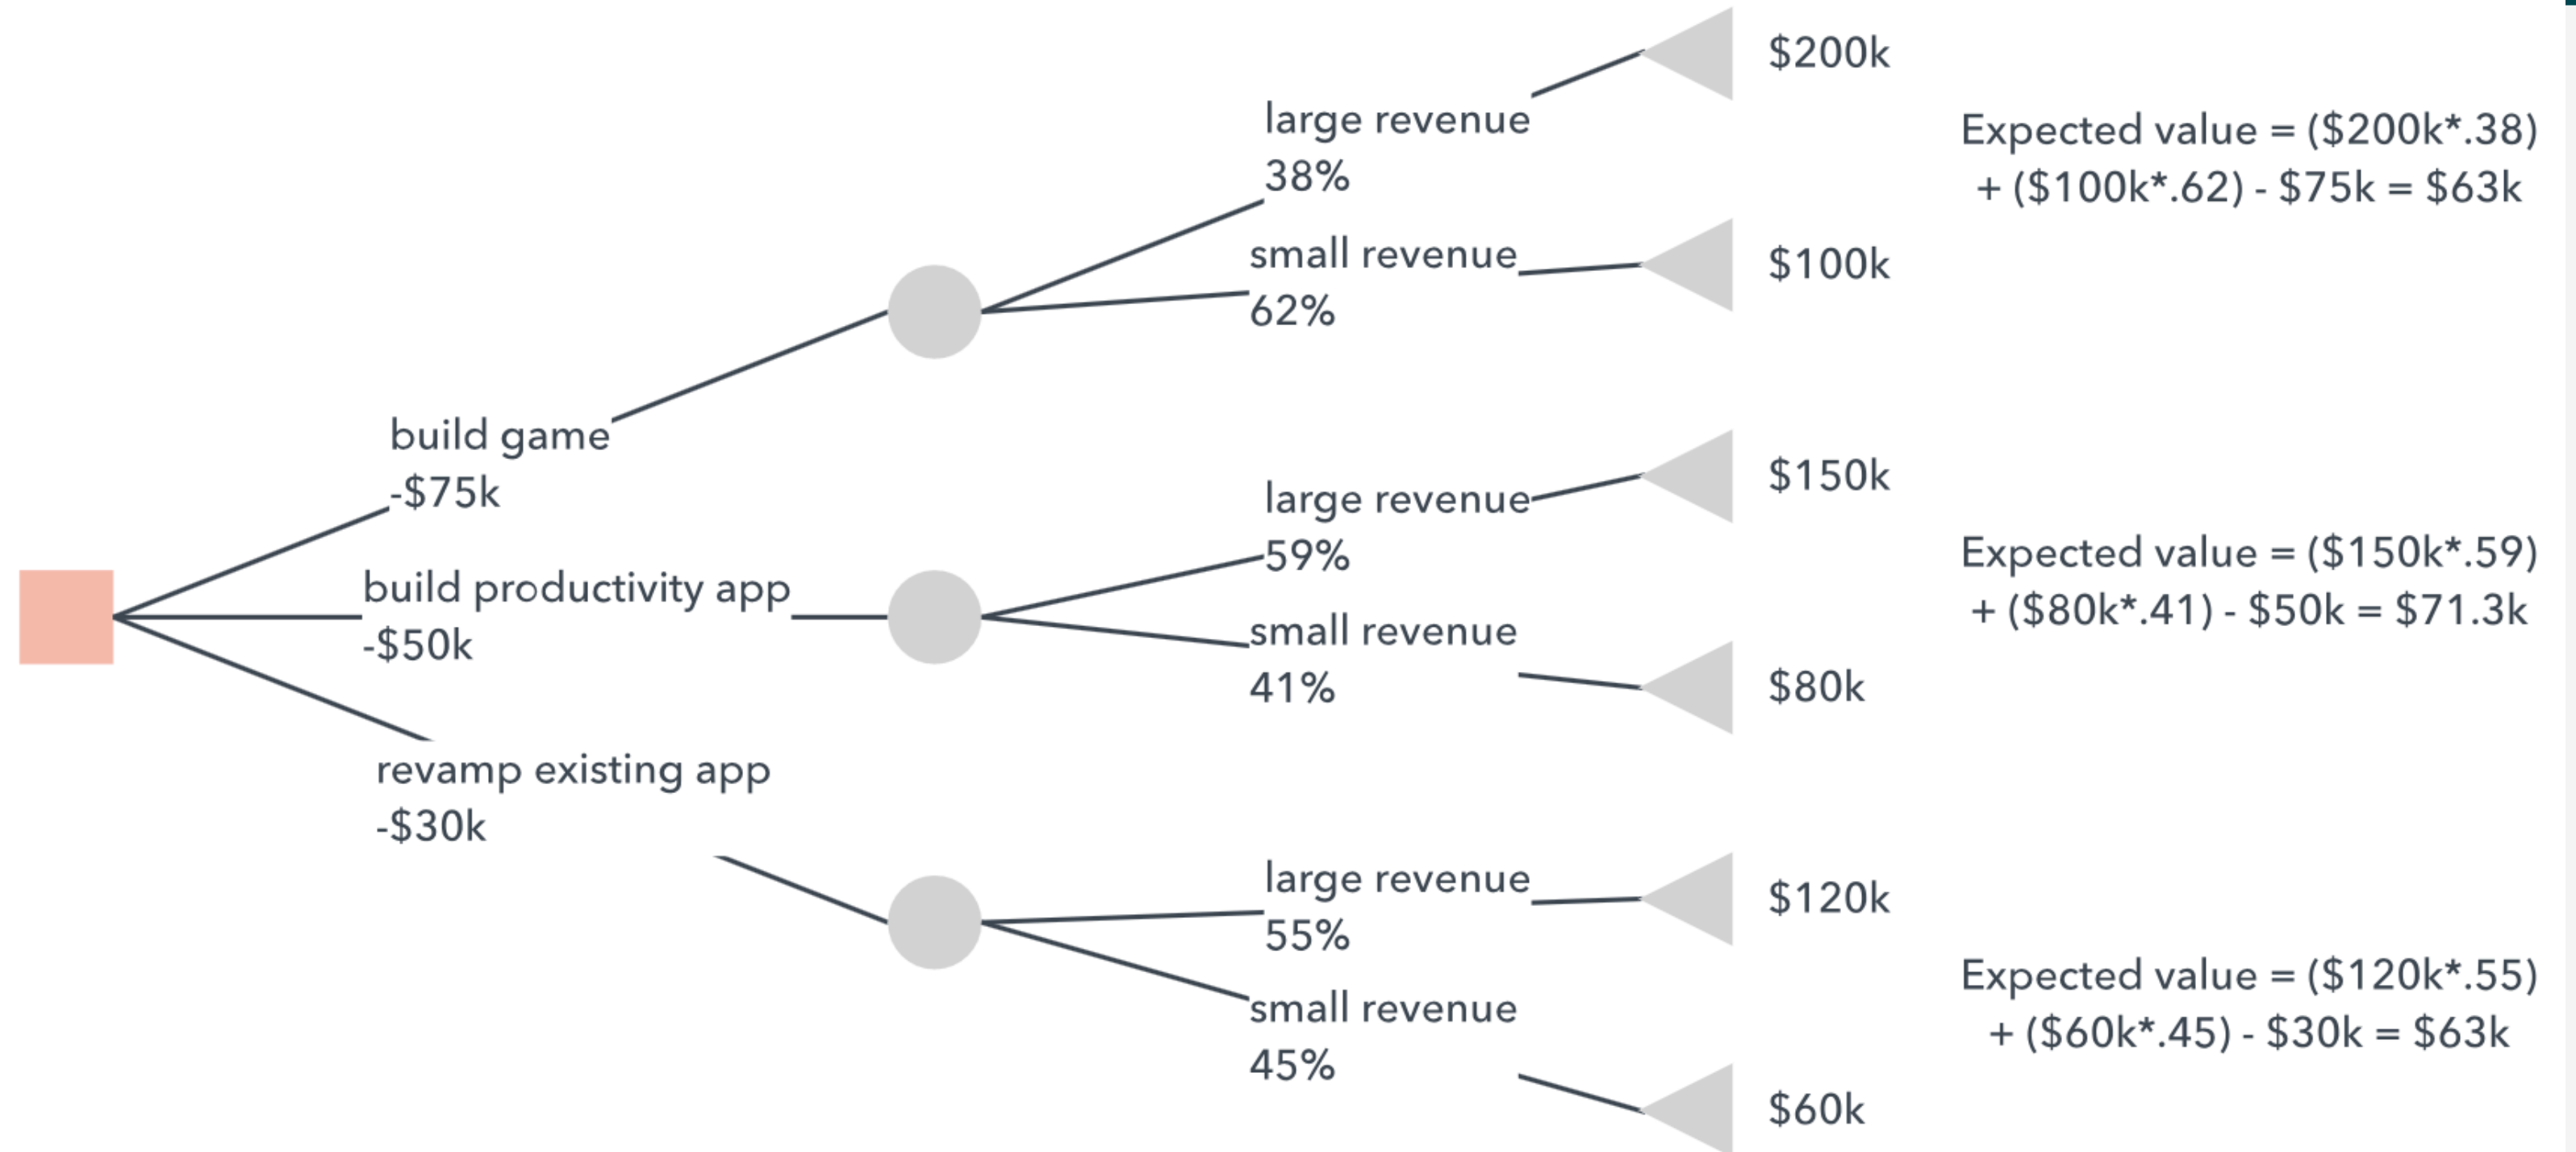 $200k
large revenue
38%
Expected value = ($200k*.38)
+ ($100k*.62) - $75k = $63k
small revenue
62%
$100k
build game
-$75k
large revenue
59%
$150k
build productivity app
-$50k
Expected value = ($150k*.59)
+ ($80k*.41) - $50k = $71.3k
small revenue
41%
$80k
revamp existing app
-$30k
large revenue
55%
$120k
Expected value = ($120k*.55)
+ ($60k*.45) - $30k = $63k
small revenue
45%
$60k